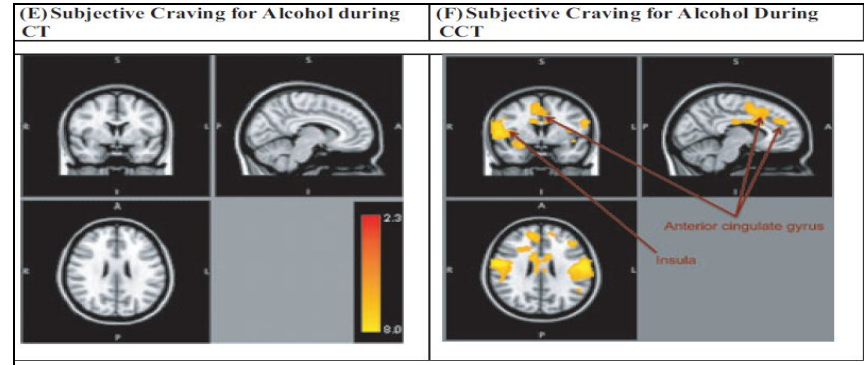 (E) Subjective Craving for Alcohol during
CT
(F) Subjective Craving for Alcohol During
CCT
S
S
R
L
P
A
I
I
A
R
L
P
2.3
8.0
S
S
R
L
P
A
I
I
Anterior cingulate gyrus
A
R
L
Insula
P